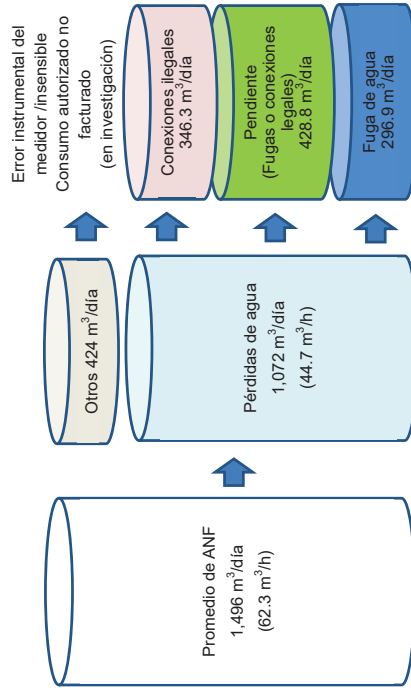 Promedio de ANF
1,496 m³/día
(62.3 m³/h)
Otros 424 m³/día
Pérdidas de agua
1,072 m³/día
(44.7 m³/h)
Error instrumental del
medidor /insensible
Consumo autorizado no
facturado
(en investigación)
Conexiones ilegales
346.3 m³/día
Pendiente
(Fugas o conexiones
legales)
428.8 m³/día
Fuga de agua
296.9 m³/día